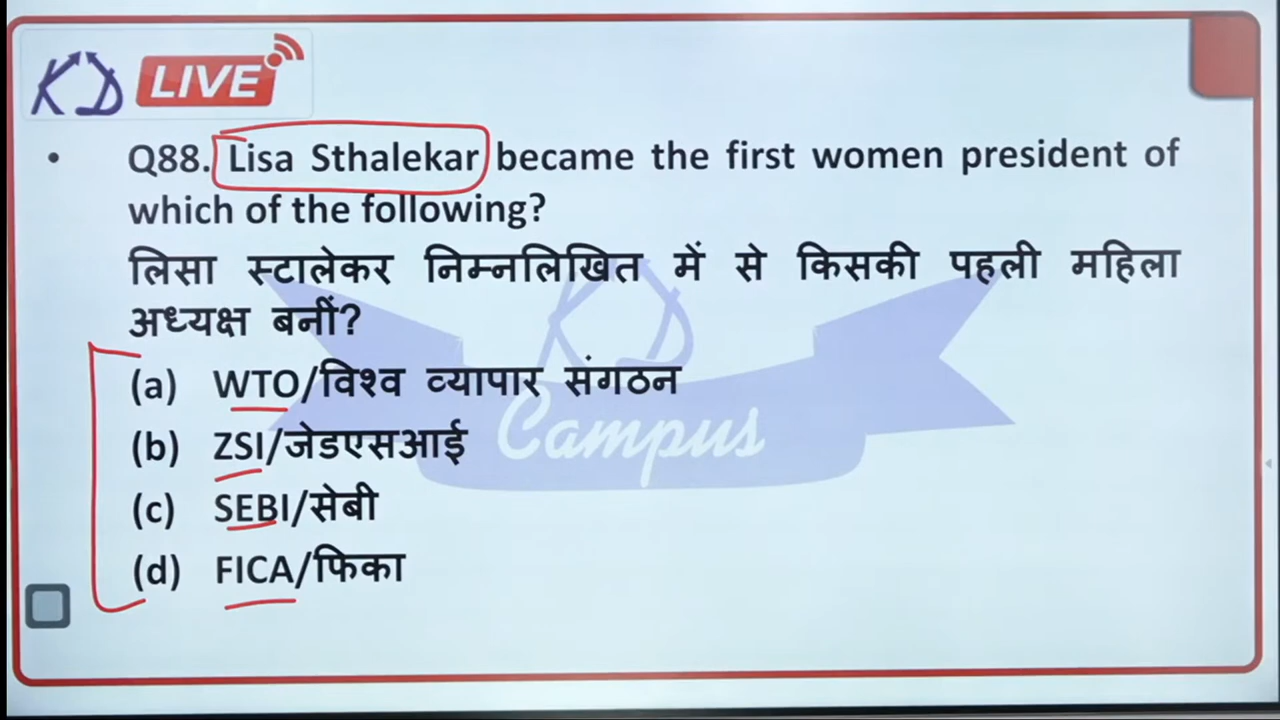 KD LIVE
• Q88. Lisa Sthalekar became the first women president of
which of the following?
लिसा स्टालेकर निम्नलिखित में से किसकी पहली महिला
अध्यक्ष बनीं?
(a) WTO/विश्व व्यापार संगठन
(b) ZSI/जेडएसआई
(c) SEBI/सेबी
(d) FICA/फिका
KD
Campus